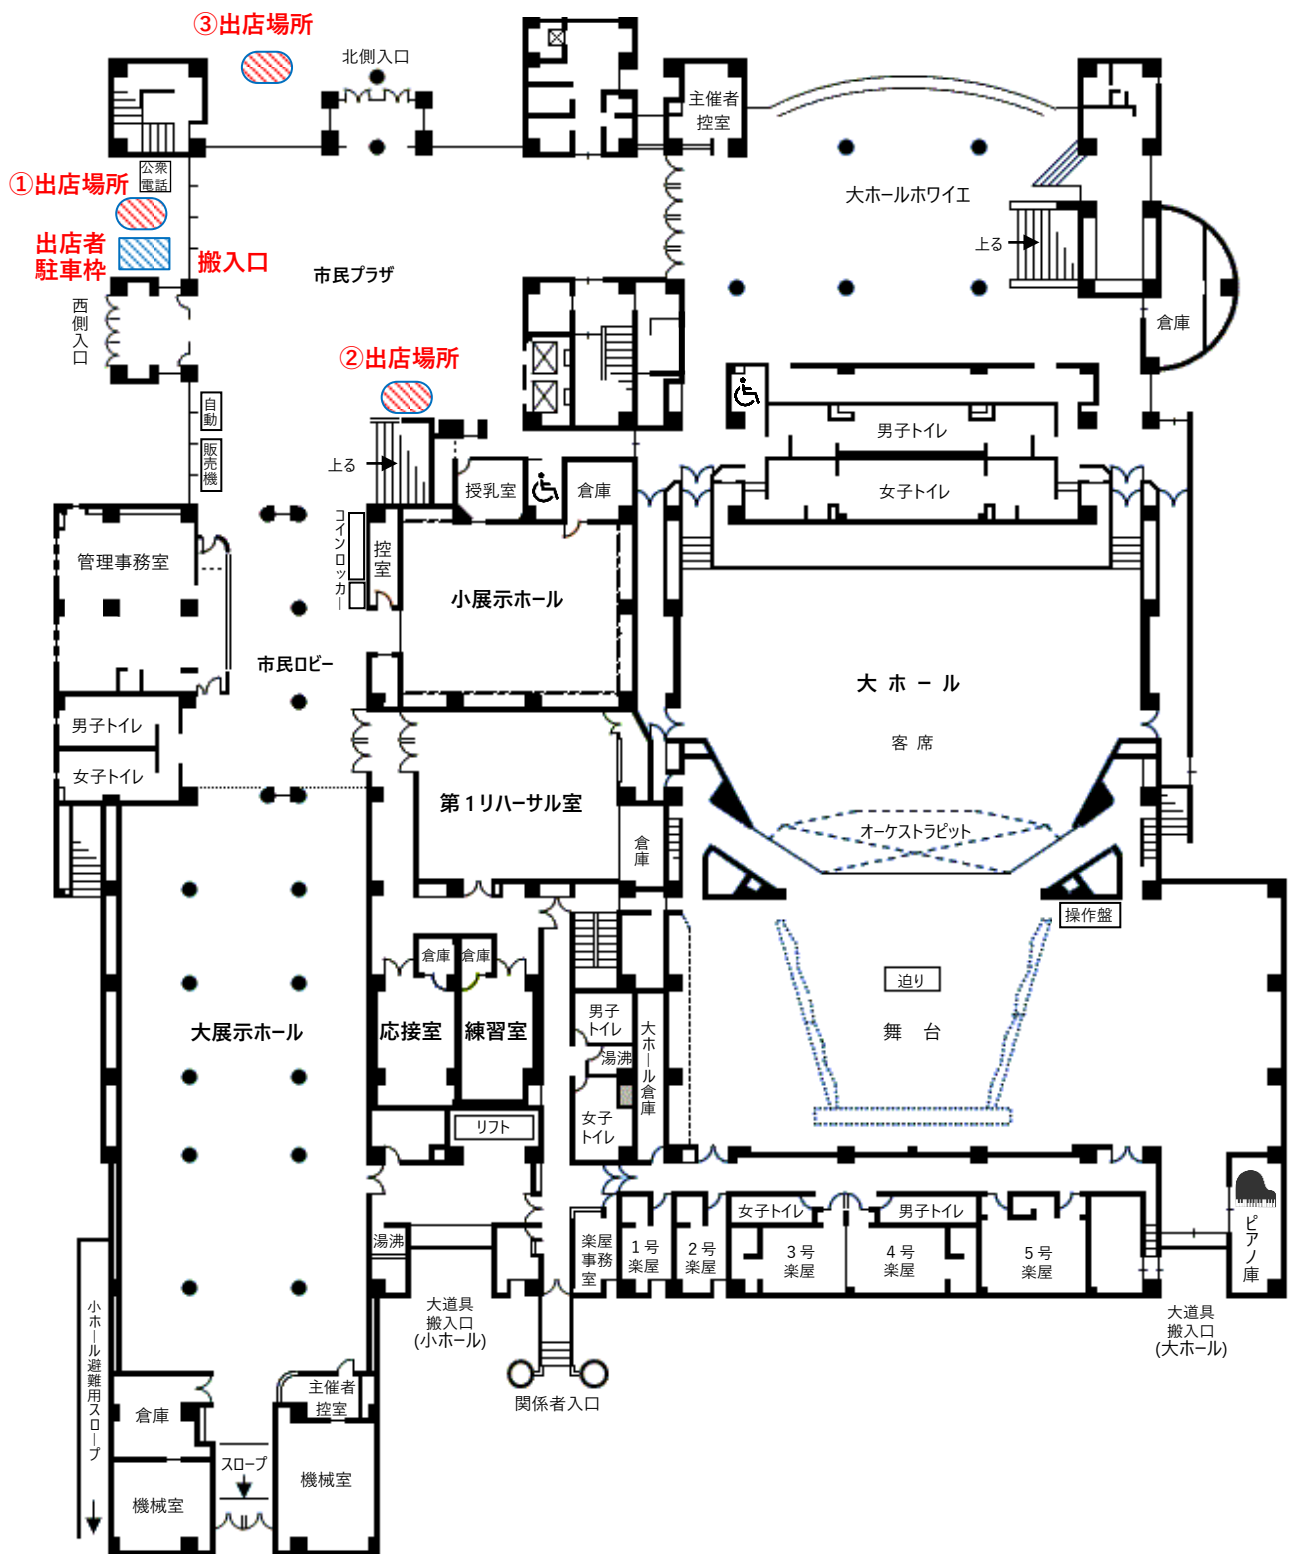 ③出店場所
北側入口
主催者
控室
公衆
電話
①出店場所
出店者
駐車枠
搬入口
大ホールホワイエ
上る
市民プラザ
西側入口
倉庫
②出店場所
自動
販売機
上る
授乳室
倉庫
男子トイレ
女子トイレ
コインロッカー
控室
管理事務室
小展示ホール
市民ロビー
大ホール
客席
男子トイレ
女子トイレ
第1リハーサル室
倉庫
オーケストラピット
操作盤
倉庫
倉庫
迫り
舞台
大展示ホール
応接室
練習室
男子
トイレ
湯沸
女子
トイレ
大ホール倉庫
リフト
湯沸
楽屋
事務
室
1号
楽屋
2号
楽屋
女子トイレ
3号
楽屋
男子トイレ
4号
楽屋
5号
楽屋
ピアノ庫
大道具
搬入口
(小ホール)
大道具
搬入口
(大ホール)
関係者入口
小ホール避難用スロープ
主催者
控室
倉庫
スロープ
機械室
機械室